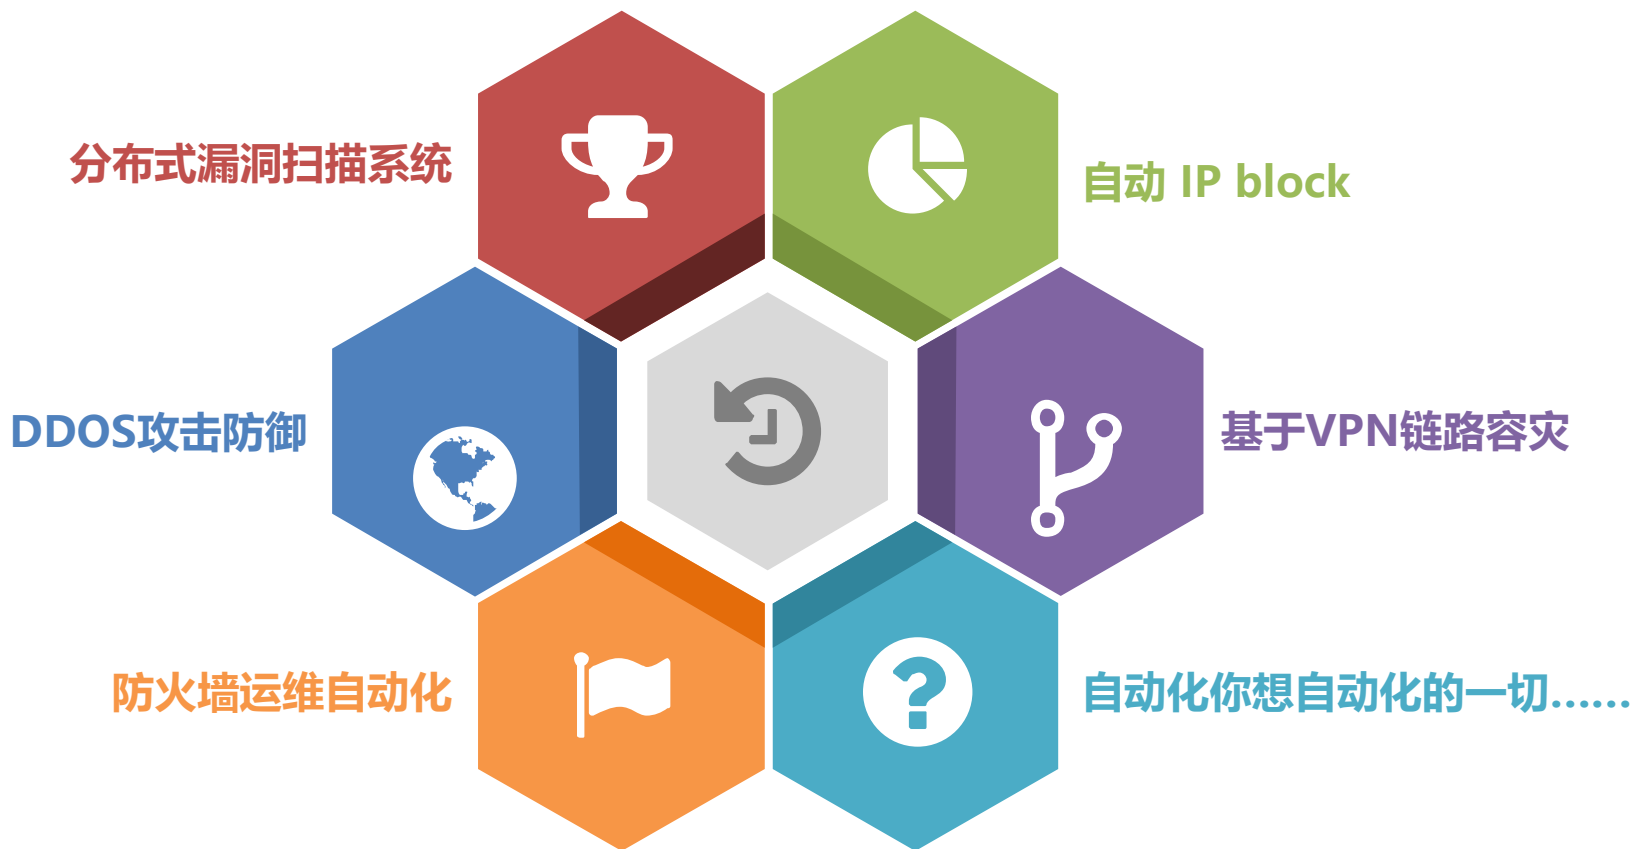 分布式漏洞扫描系统
自动 IP block
DDOS攻击防御
基于VPN链路容灾
防火墙运维自动化
自动化你想自动化的一切……